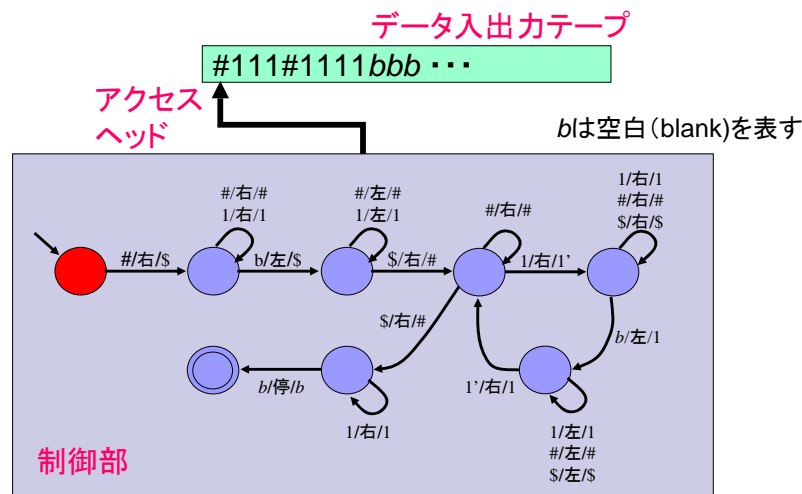 データ入出力テープ
#111#1111bbb ・・・
アクセス
ヘッド
bは空白(blank)を表す
#/右/#
1/右/1
#/左/#
1/左/1
#/右/#
1/右/1
#/右/#
$/右/$
#/右/$
b/左/$
$/右/#
1/右/1’
$/右/#
b/左/1
b/停/b
1’/右/1
1/右/1
1/左/1
#/左/#
$/左/$
制御部